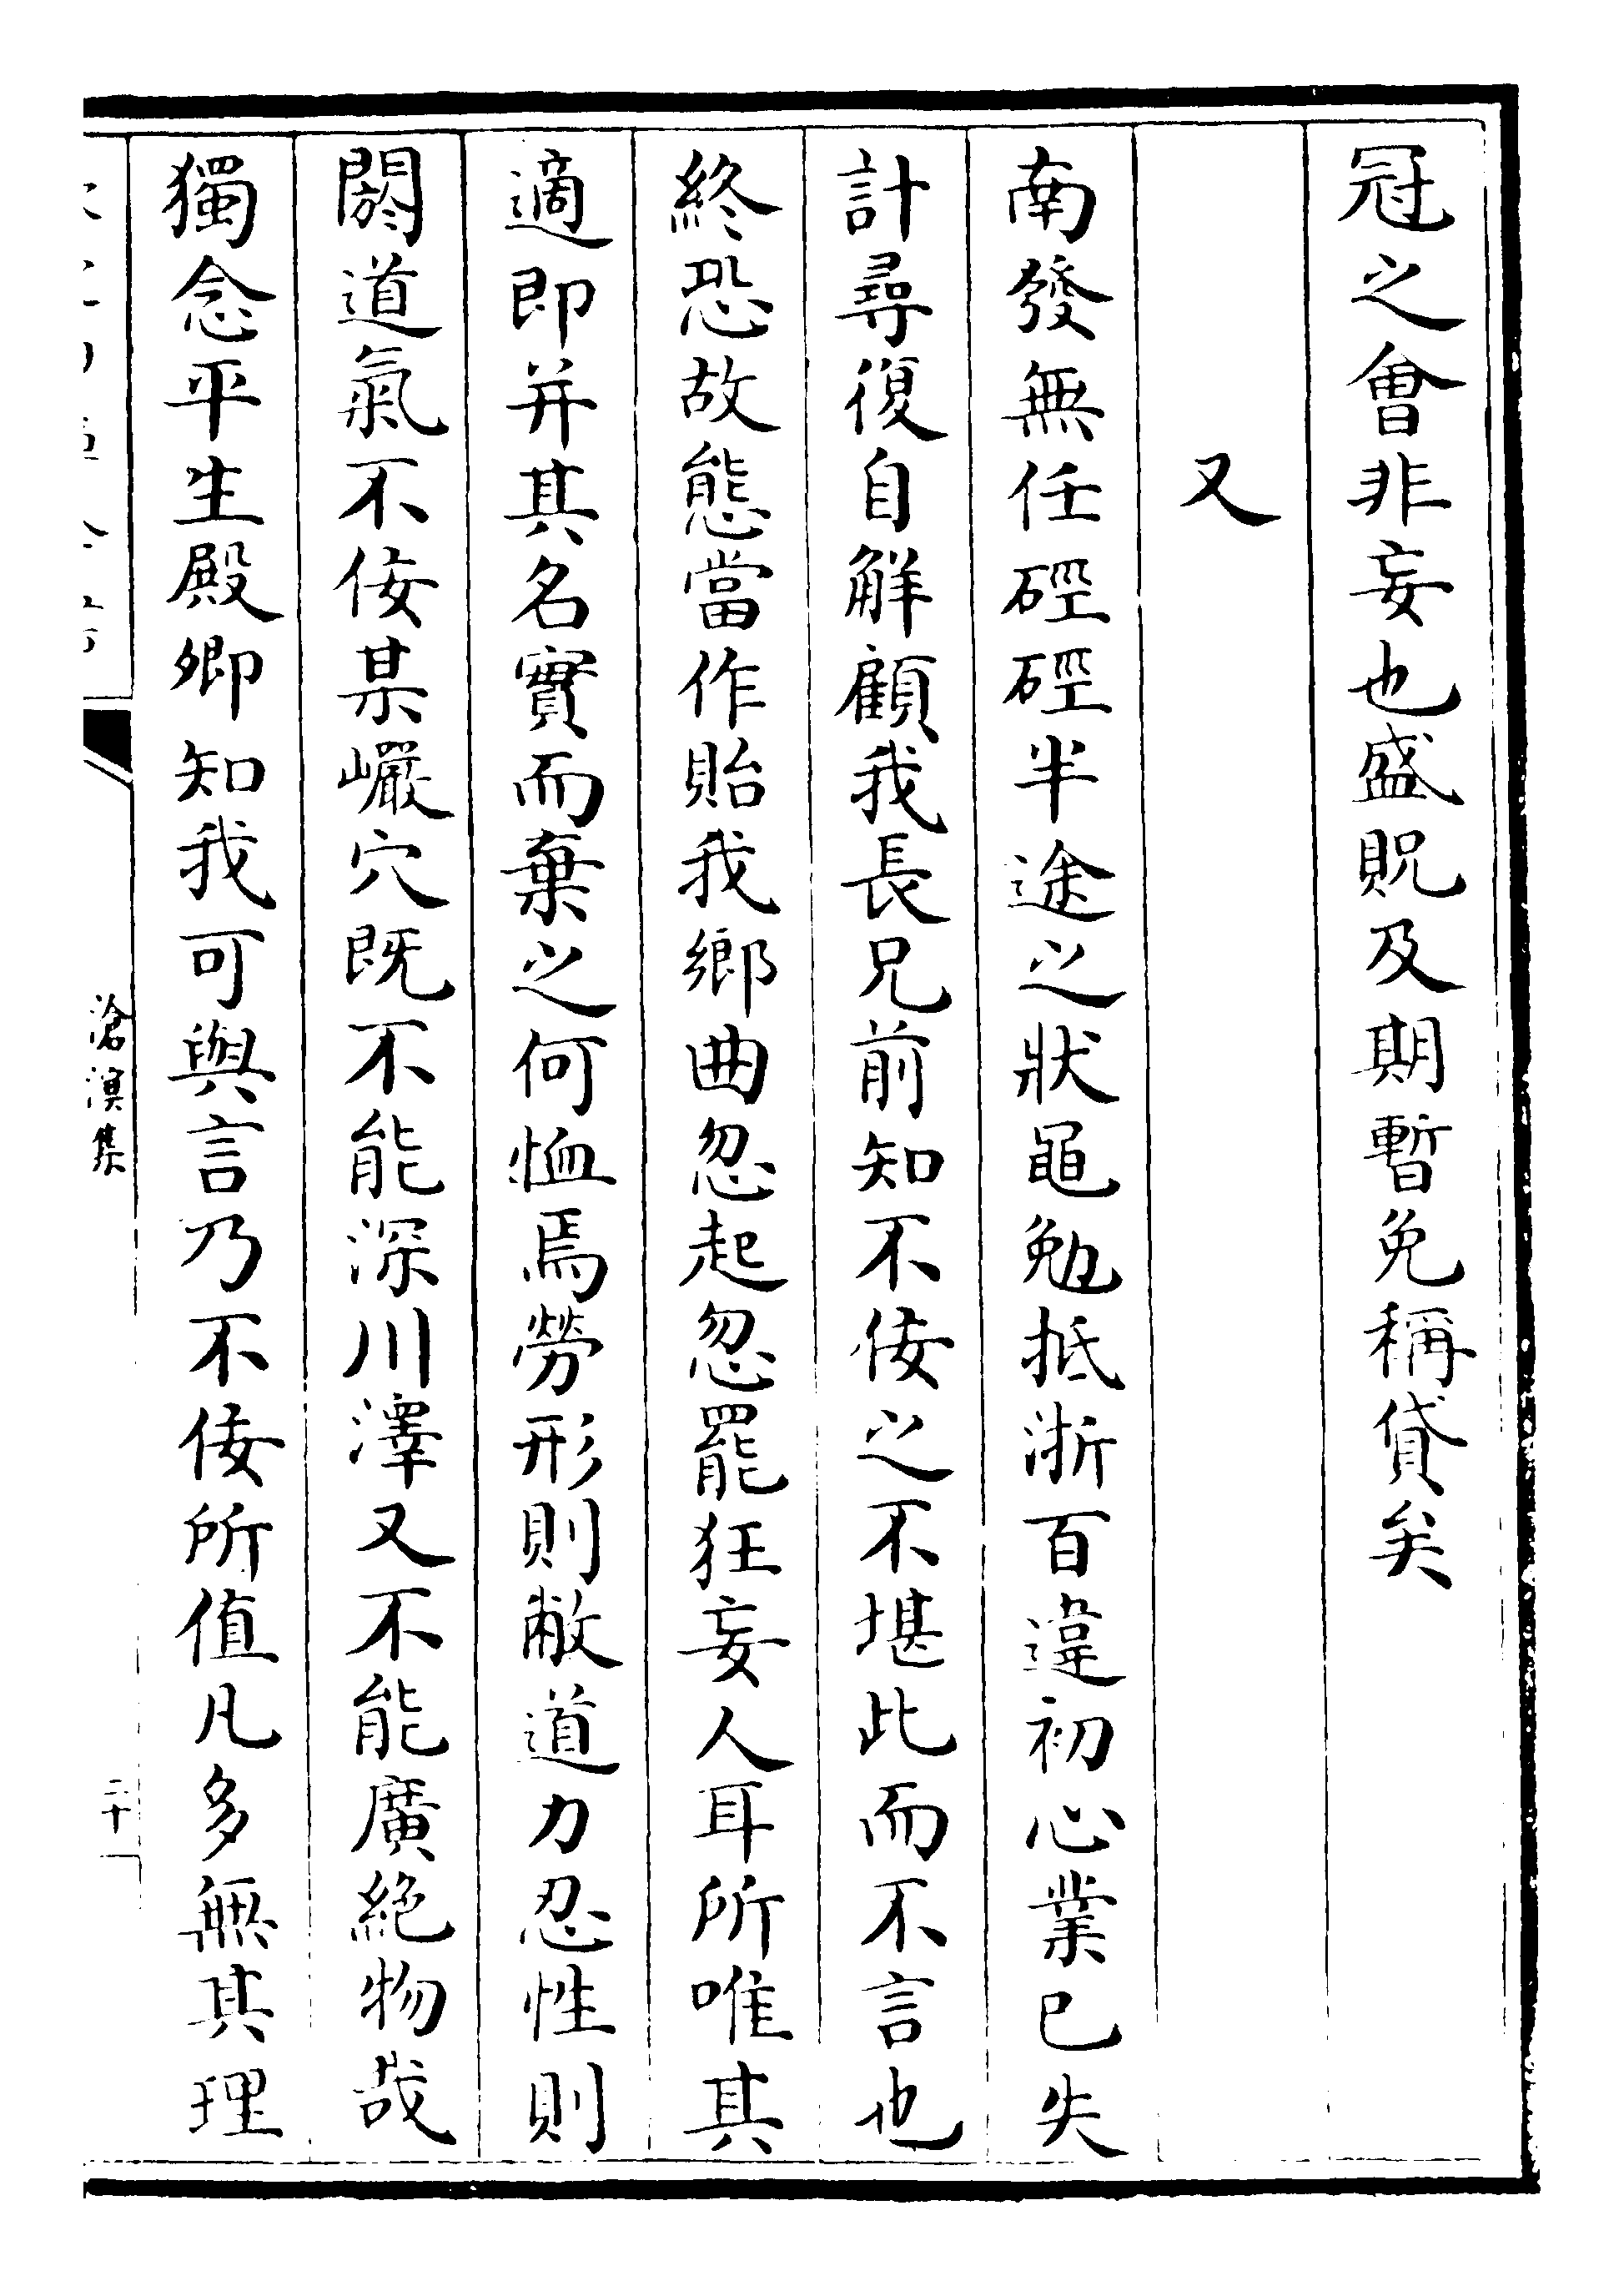 冠之會非妄也盛貺及期暫免稱貸矣
又
南發無任硜硜半途之狀黽勉抵浙百違初心業已失
計尋復自解顧我長兄前知不佞之不堪此而不言也
終恐故態當作貽我鄉曲忽起忽罷狂妄人耳所唯其
適即并其名實而棄之何恤焉勞形則敝道力忍性則
閼道氣不佞某巖穴既不能深川澤又不能廣絶物哉
獨念平生殿卿知我可與言乃不佞所值凡多無其理
滄溟集
二十一